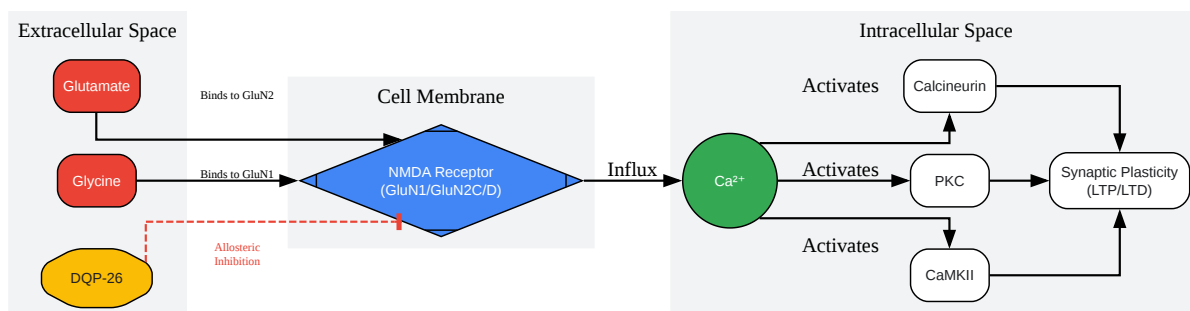 Extracellular Space
Glutamate
Binds to GluN2
Glycine
Binds to GluN1
DQP-26
Allosteric
Inhibition
Cell Membrane
NMDA Receptor
(GluN1/GluN2C/D)
Influx
Intracellular Space
Ca²⁺
Activates
Calcineurin
Activates
PKC
Activates
CaMKII
Synaptic Plasticity
(LTP/LTD)